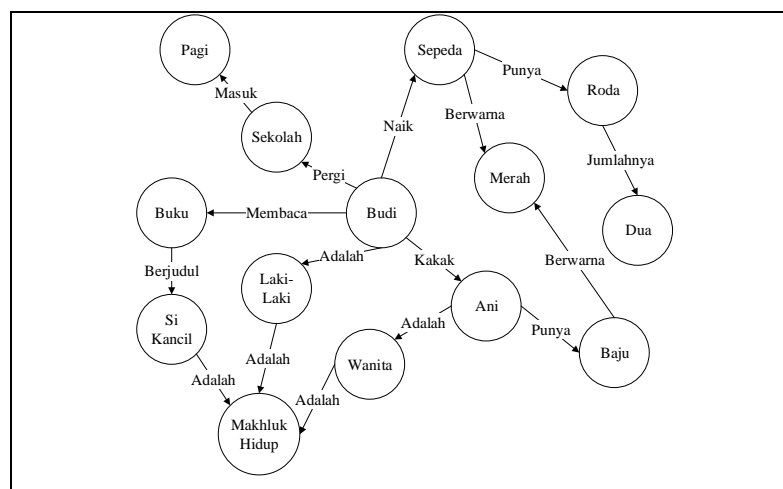 Pagi
Sepeda
Punya
Roda
Masuk
Berwarna
Sekolah
Naik
Jumlahnya
Pergi
Merah
Buku
Membaca
Budi
Dua
Adalah
Kakak
Berjudul
Berwarna
Laki-
Laki
Ani
Si
Kancil
Adalah
Punya
Baju
Adalah
Wanita
Adalah
Adalah
Makhluk
Hidup